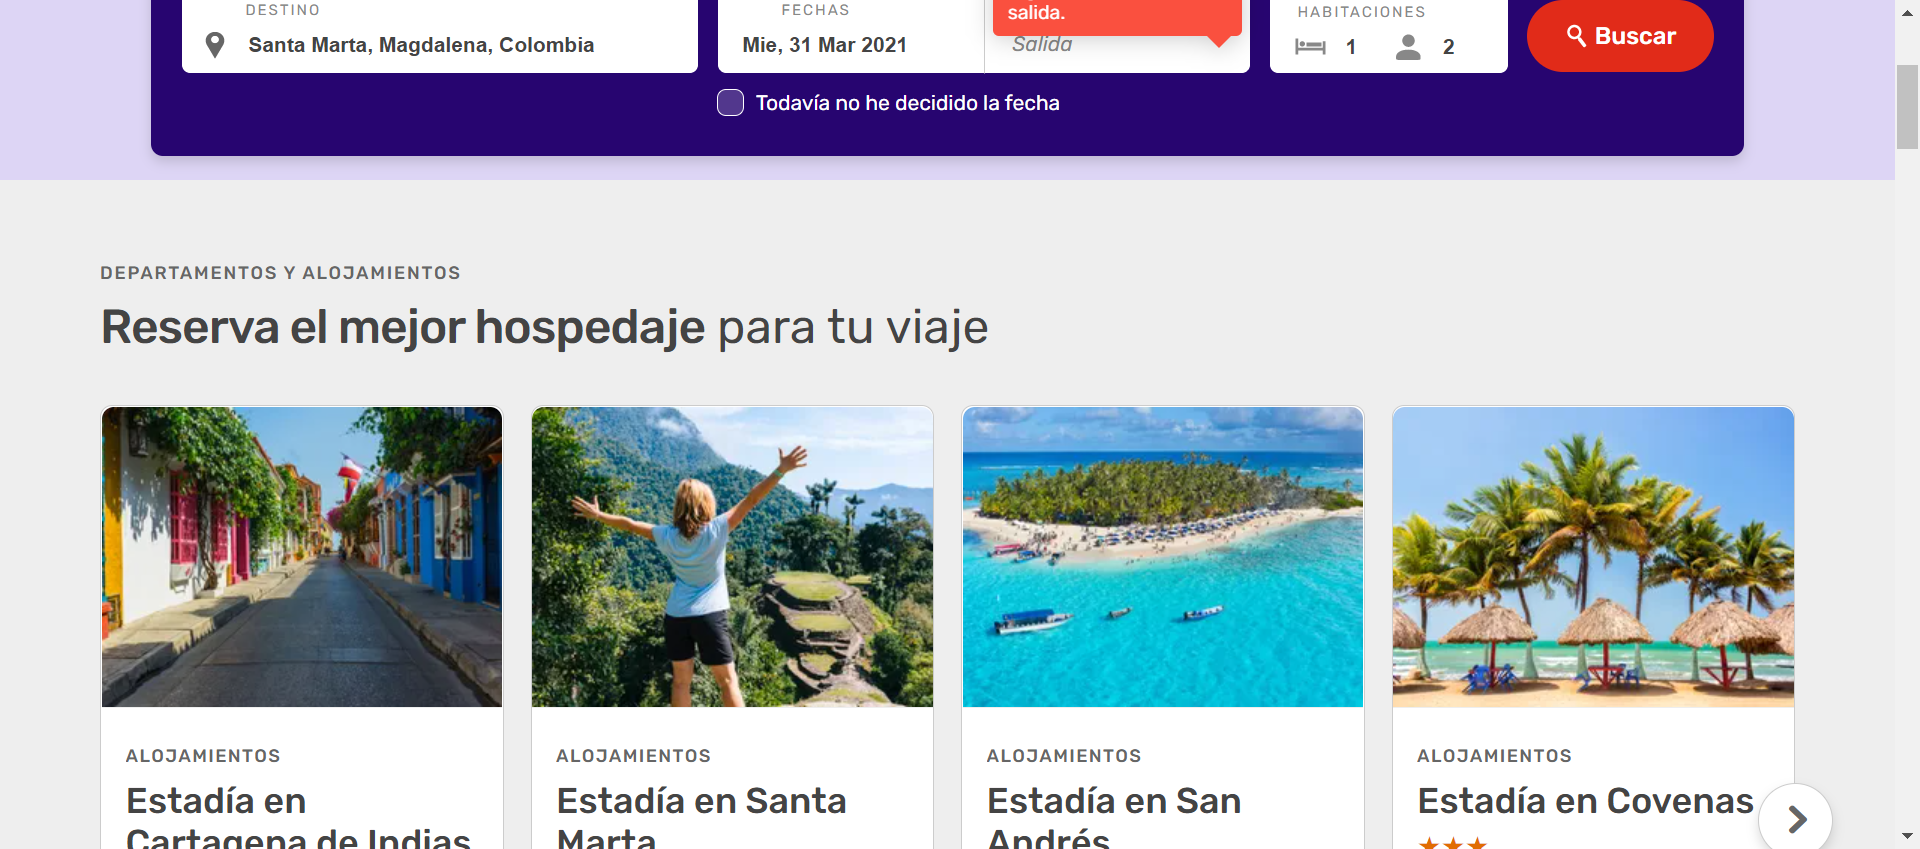 DESTINO
Santa Marta, Magdalena, Colombia
FECHAS
Mie, 31 Mar 2021
salida.
Salida
HABITACIONES
1
2
Buscar
Todavía no he decidido la fecha
DEPARTAMENTOS Y ALOJAMIENTOS
Reserva el mejor hospedaje para tu viaje
ALOJAMIENTOS
Estadía en
Cartagena de Indias
ALOJAMIENTOS
Estadía en Santa
Marta
ALOJAMIENTOS
Estadía en San
Andrés
ALOJAMIENTOS
Estadía en Covenas